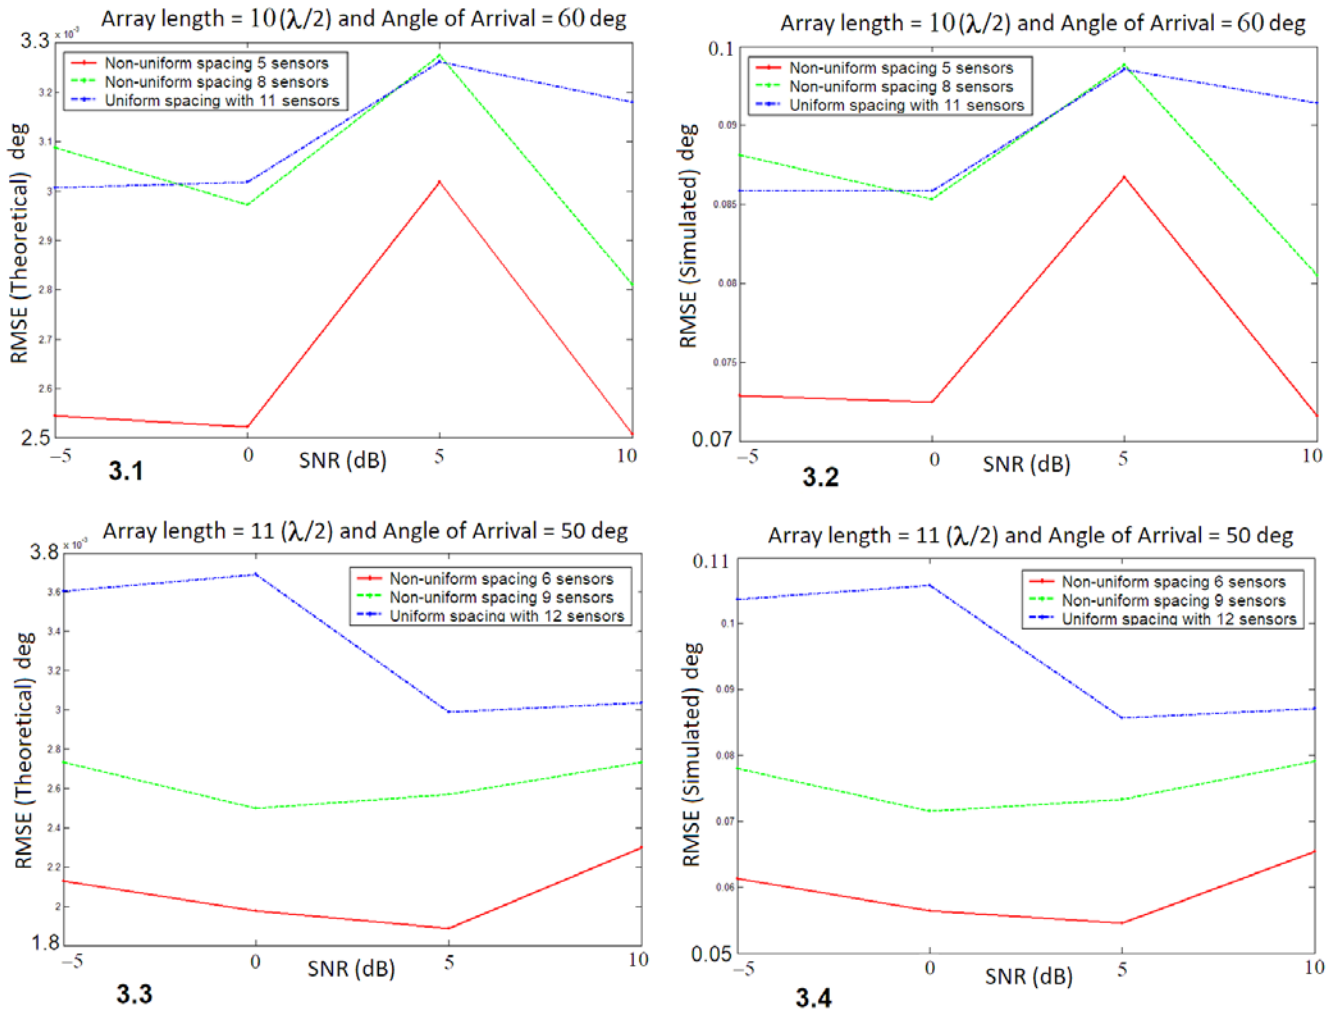 Array length = 10 (λ/2) and Angle of Arrival = 60 deg
3.3 x 10⁻³
3.2
3.1
3
2.9
2.8
2.7
2.6
2.5
RMSE (Theoretical) deg
Non-uniform spacing 5 sensors
Non-uniform spacing 8 sensors
Uniform spacing with 11 sensors
−5 0 5 10
SNR (dB)
3.1
Array length = 10 (λ/2) and Angle of Arrival = 60 deg
0.1
0.09
0.085
0.08
0.075
0.07
RMSE (Simulated) deg
Non-uniform spacing 5 sensors
Non-uniform spacing 8 sensors
Uniform spacing with 11 sensors
−5 0 5 10
SNR (dB)
3.2
Array length = 11 (λ/2) and Angle of Arrival = 50 deg
3.8 x 10⁻³
3.6
3.4
3.2
3
2.8
2.6
2.4
2.2
2
1.8
RMSE (Theoretical) deg
Non-uniform spacing 6 sensors
Non-uniform spacing 9 sensors
Uniform spacing with 12 sensors
−5 0 5 10
SNR (dB)
3.3
Array length = 11 (λ/2) and Angle of Arrival = 50 deg
0.11
0.1
0.09
0.08
0.07
0.06
0.05
RMSE (Simulated) deg
Non-uniform spacing 6 sensors
Non-uniform spacing 9 sensors
Uniform spacing with 12 sensors
−5 0 5 10
SNR (dB)
3.4